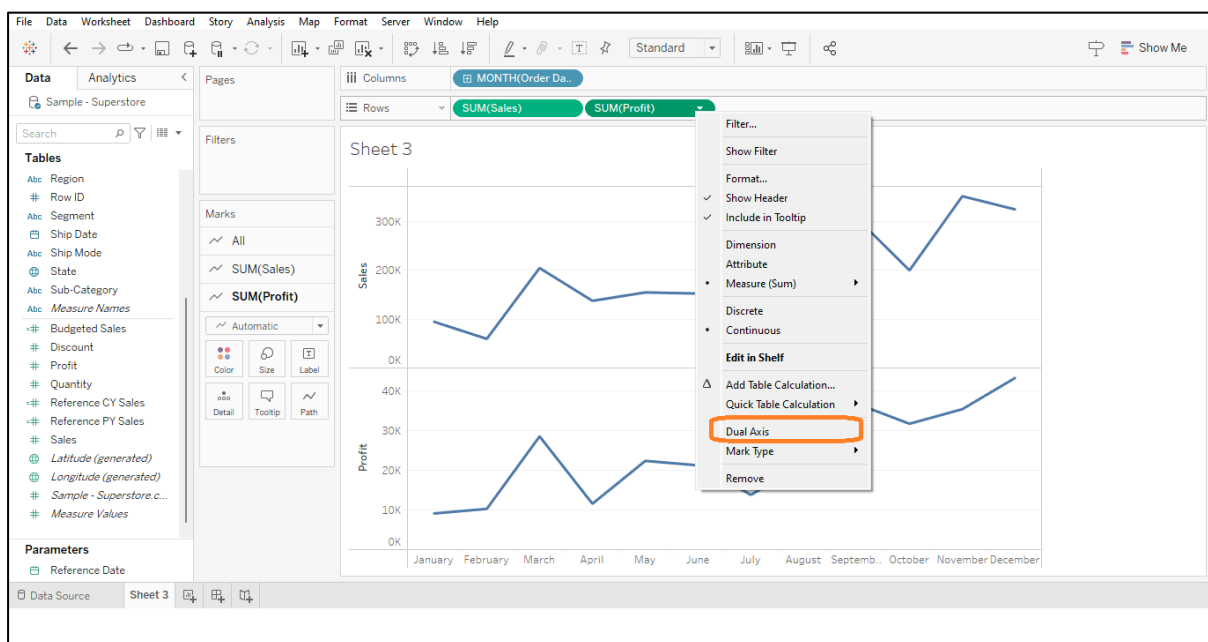 File Data Worksheet Dashboard Story Analysis Map Format Server Window Help
Standard
Show Me
Data Analytics
Sample - Superstore
Search
Tables
Abc Region
# Row ID
Abc Segment
Ship Date
Abc Ship Mode
State
Abc Sub-Category
Abc Measure Names
=# Budgeted Sales
# Discount
# Profit
# Quantity
=# Reference CY Sales
=# Reference PY Sales
# Sales
Latitude (generated)
Longitude (generated)
# Sample - Superstore.c...
# Measure Values
Parameters
Reference Date
Pages
Filters
Marks
All
SUM(Sales)
SUM(Profit)
Automatic
Color Size Label
Detail Tooltip Path
Columns MONTH(Order Da..
Rows SUM(Sales) SUM(Profit)
Sheet 3
Sales
300K
200K
100K
0K
Profit
40K
30K
20K
10K
0K
January February March April May June July August Septemb.. October November December
Filter...
Show Filter
Format...
Show Header
Include in Tooltip
Dimension
Attribute
Measure (Sum)
Discrete
Continuous
Edit in Shelf
Add Table Calculation...
Quick Table Calculation
Dual Axis
Mark Type
Remove
Data Source Sheet 3